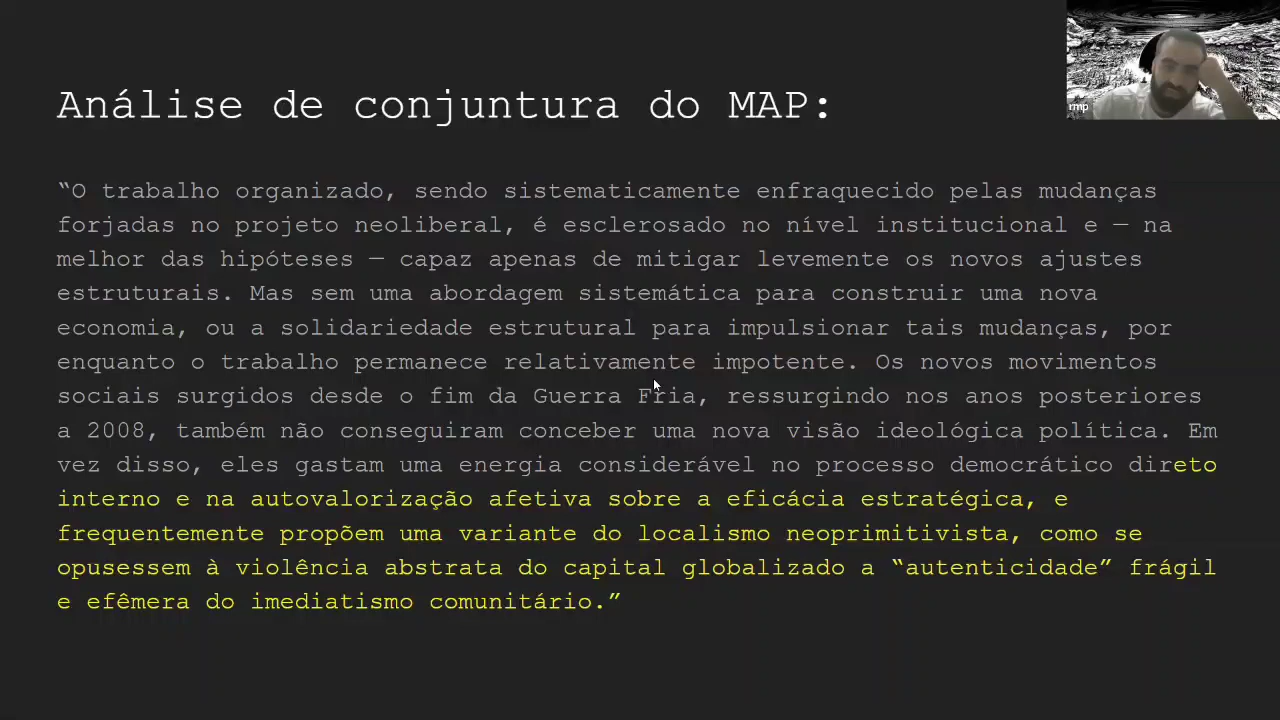 Análise de conjuntura do MAP:
rmp
“O trabalho organizado, sendo sistematicamente enfraquecido pelas mudanças
forjadas no projeto neoliberal, é esclerosado no nível institucional e — na
melhor das hipóteses — capaz apenas de mitigar levemente os novos ajustes
estruturais. Mas sem uma abordagem sistemática para construir uma nova
economia, ou a solidariedade estrutural para impulsionar tais mudanças, por
enquanto o trabalho permanece relativamente impotente. Os novos movimentos
sociais surgidos desde o fim da Guerra Fria, ressurgindo nos anos posteriores
a 2008, também não conseguiram conceber uma nova visão ideológica política. Em
vez disso, eles gastam uma energia considerável no processo democrático direto
interno e na autovalorização afetiva sobre a eficácia estratégica, e
frequentemente propõem uma variante do localismo neoprimitivista, como se
opusessem à violência abstrata do capital globalizado a “autenticidade” frágil
e efêmera do imediatismo comunitário.”